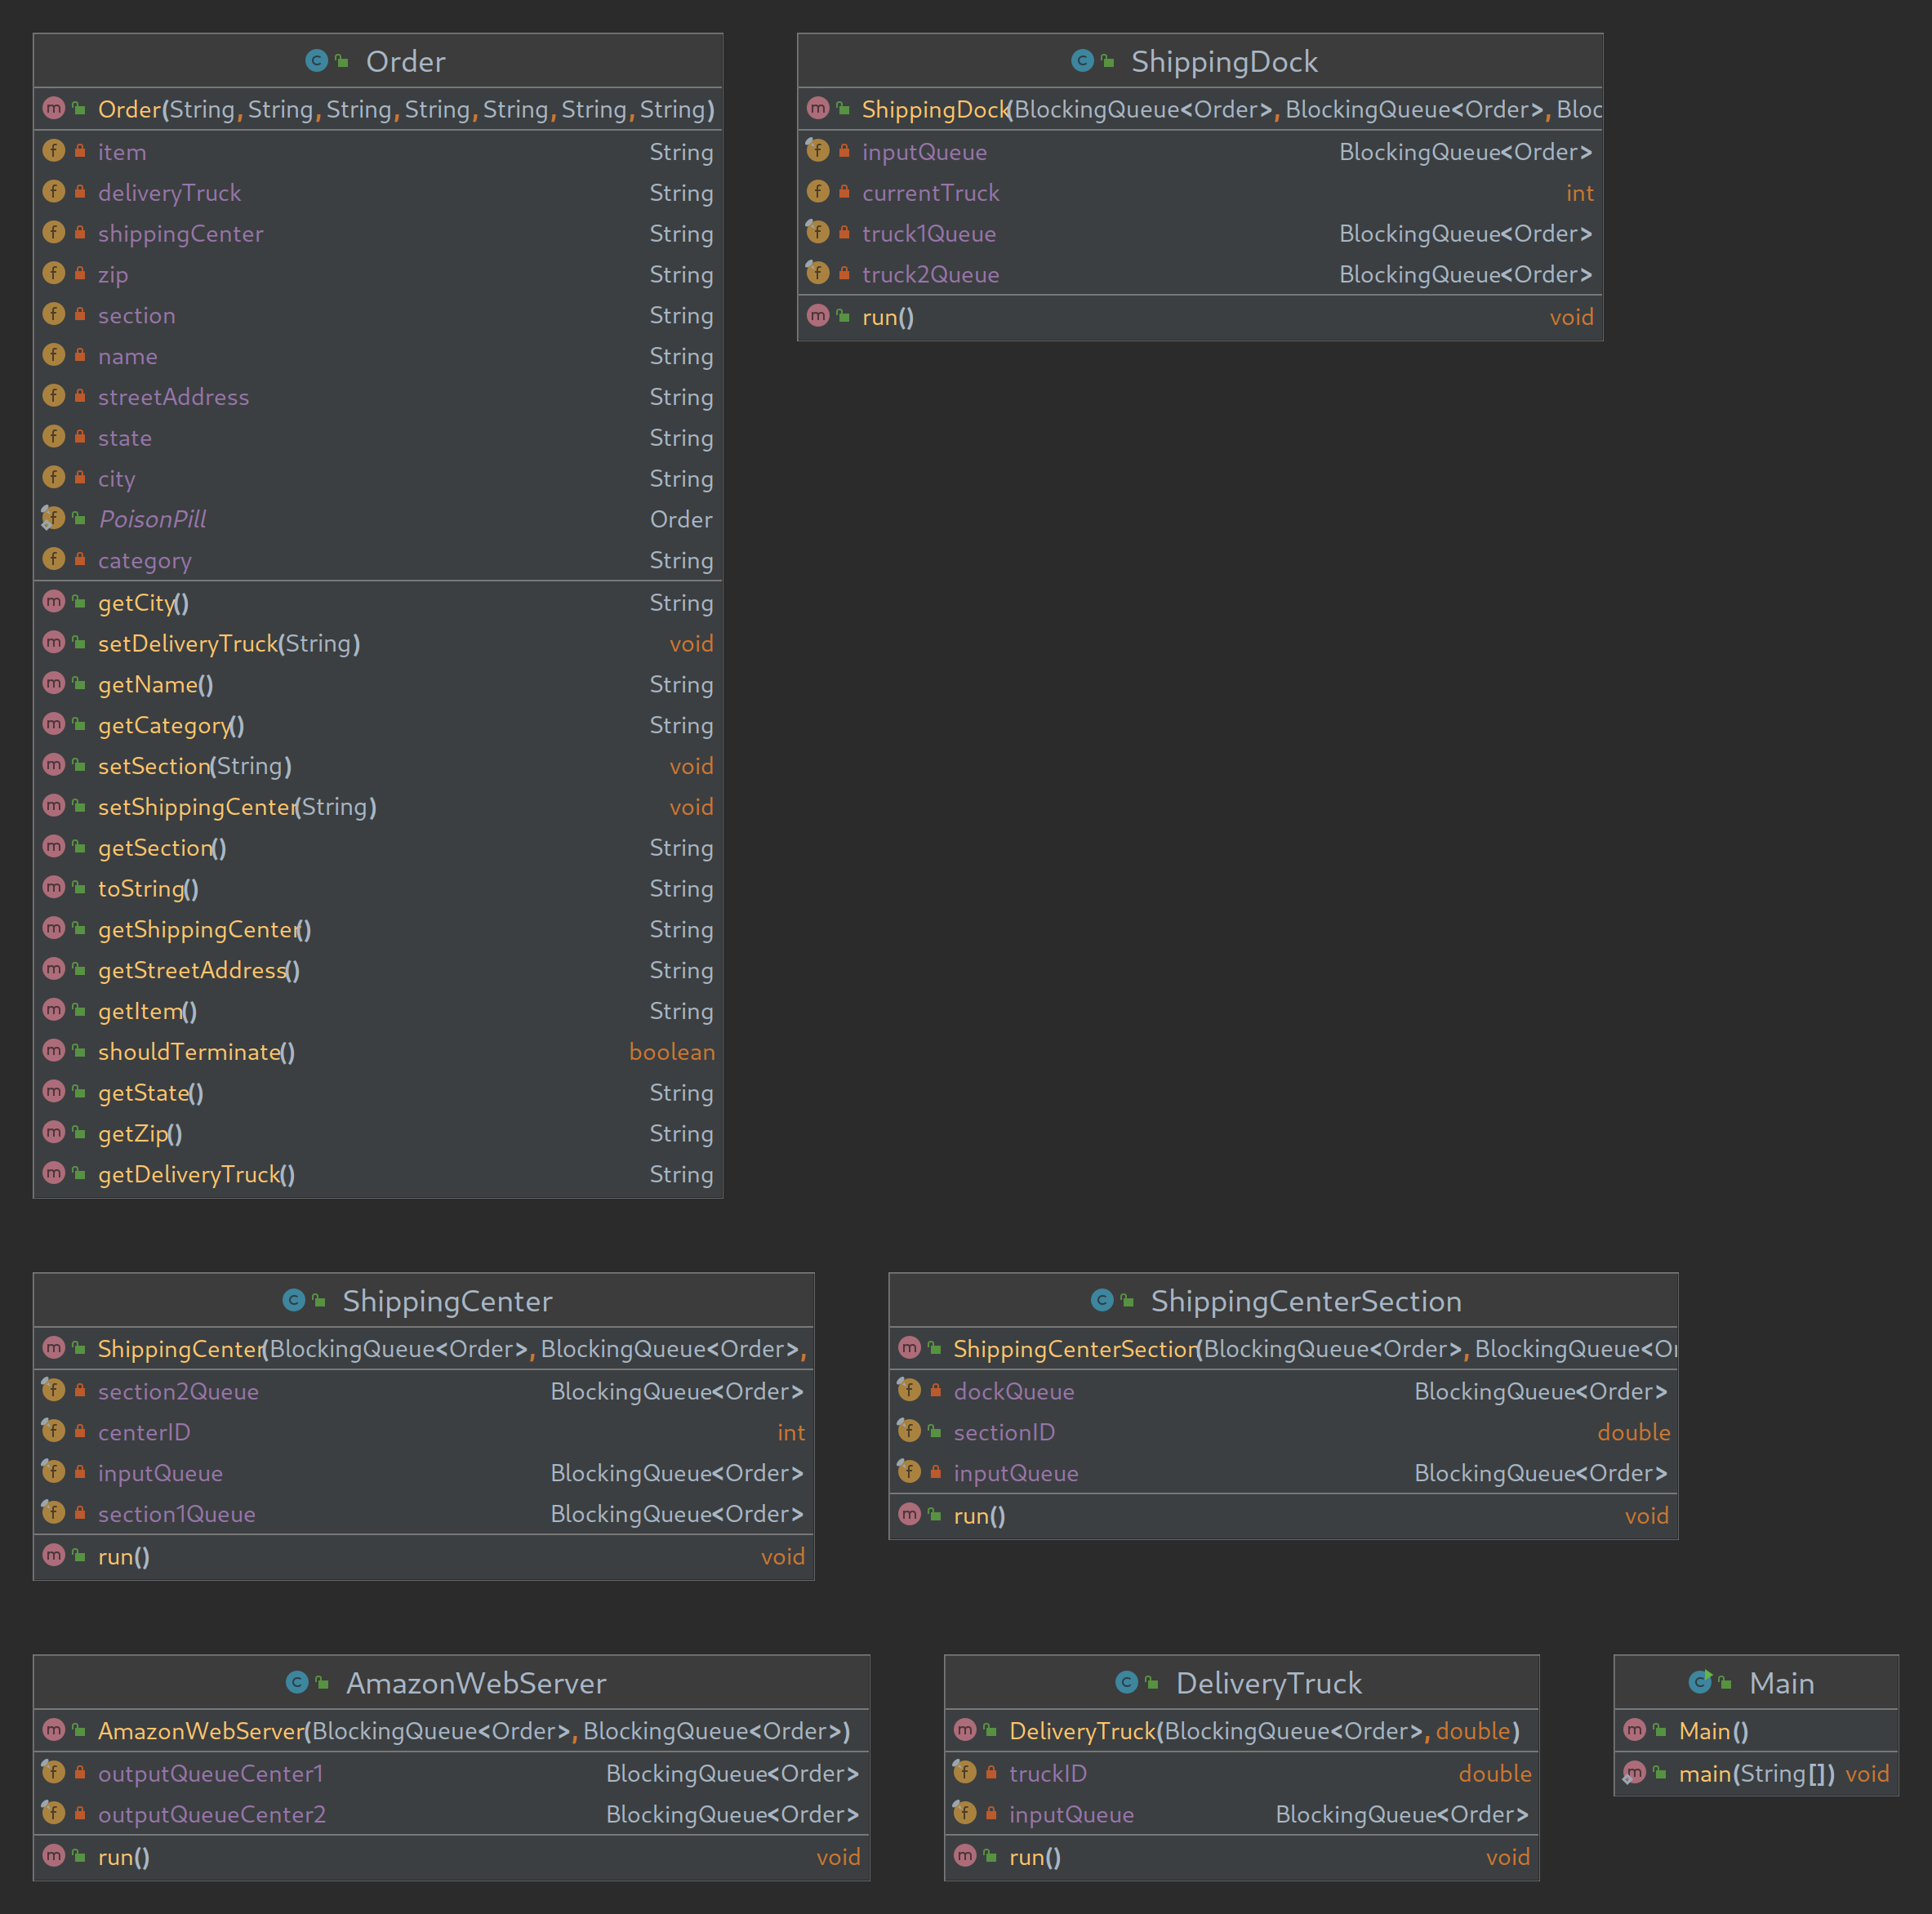 Order
Order(String, String, String, String, String, String, String)
item String
deliveryTruck String
shippingCenter String
zip String
section String
name String
streetAddress String
state String
city String
PoisonPill Order
category String
getCity() String
setDeliveryTruck(String) void
getName() String
getCategory() String
setSection(String) void
setShippingCenter(String) void
getSection() String
toString() String
getShippingCenter() String
getStreetAddress() String
getItem() String
shouldTerminate() boolean
getState() String
getZip() String
getDeliveryTruck() String
ShippingDock
ShippingDock(BlockingQueue<Order>, BlockingQueue<Order>, Bloc
inputQueue BlockingQueue<Order>
currentTruck int
truck1Queue BlockingQueue<Order>
truck2Queue BlockingQueue<Order>
run() void
ShippingCenter
ShippingCenter(BlockingQueue<Order>, BlockingQueue<Order>,
section2Queue BlockingQueue<Order>
centerID int
inputQueue BlockingQueue<Order>
section1Queue BlockingQueue<Order>
run() void
ShippingCenterSection
ShippingCenterSection(BlockingQueue<Order>, BlockingQueue<Or
dockQueue BlockingQueue<Order>
sectionID double
inputQueue BlockingQueue<Order>
run() void
AmazonWebServer
AmazonWebServer(BlockingQueue<Order>, BlockingQueue<Order>)
outputQueueCenter1 BlockingQueue<Order>
outputQueueCenter2 BlockingQueue<Order>
run() void
DeliveryTruck
DeliveryTruck(BlockingQueue<Order>, double)
truckID double
inputQueue BlockingQueue<Order>
run() void
Main
Main()
main(String[]) void